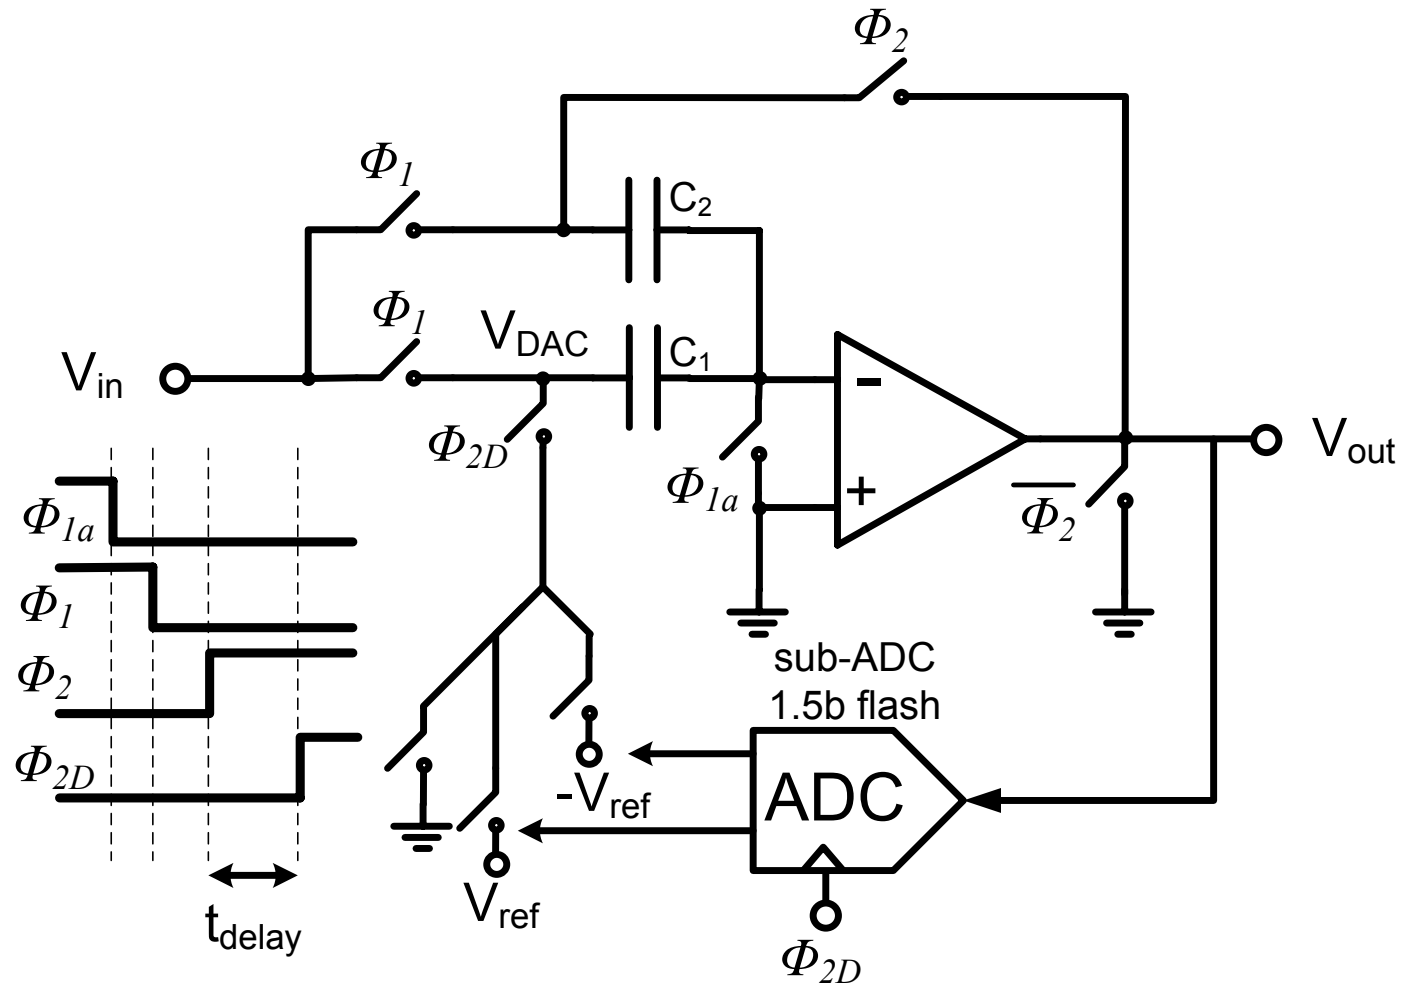 Φ2
Φ1
C2
Φ1
VDAC
C1
Vin
-
Φ2D
Vout
Φ1a
+
Φ2
Φ1a
Φ1
Φ2
Φ2D
sub-ADC
1.5b flash
-Vref
ADC
Vref
tdelay
Φ2D